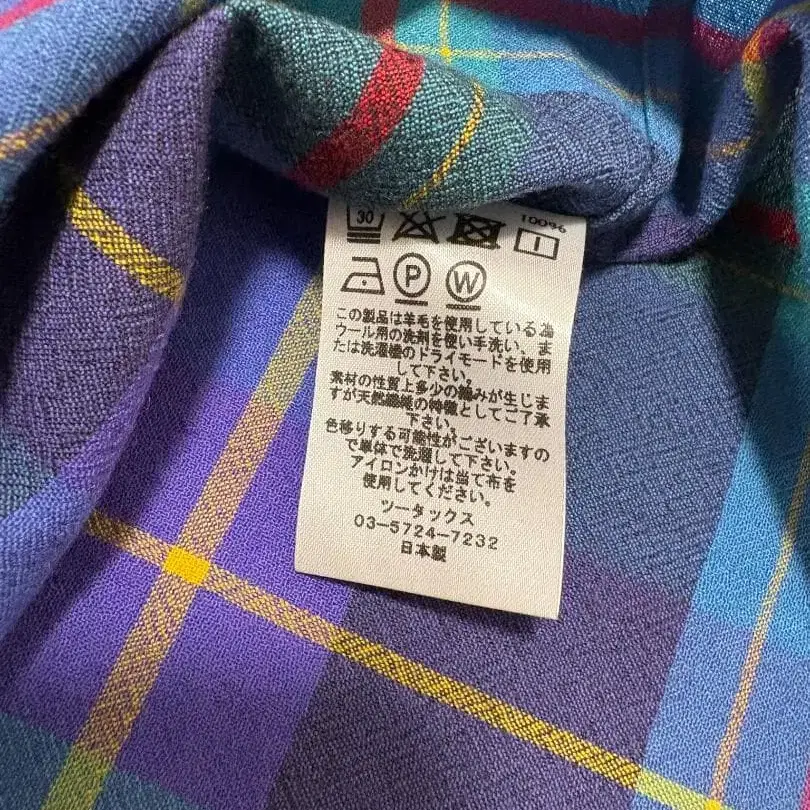 100%
30
P W
この製品は羊毛を使用している為
ウール用の洗剤を使い手洗い、ま
たは洗濯機のドライモードを使用
して下さい。
素材の性質上多少の縮みが生じま
すが天然繊維の特徴としてご了承
下さい。
色移りする可能性がございますの
で単体で洗濯して下さい。
アイロンかけは当て布を
使用してください。
ツータックス
03-5724-7232
日本製